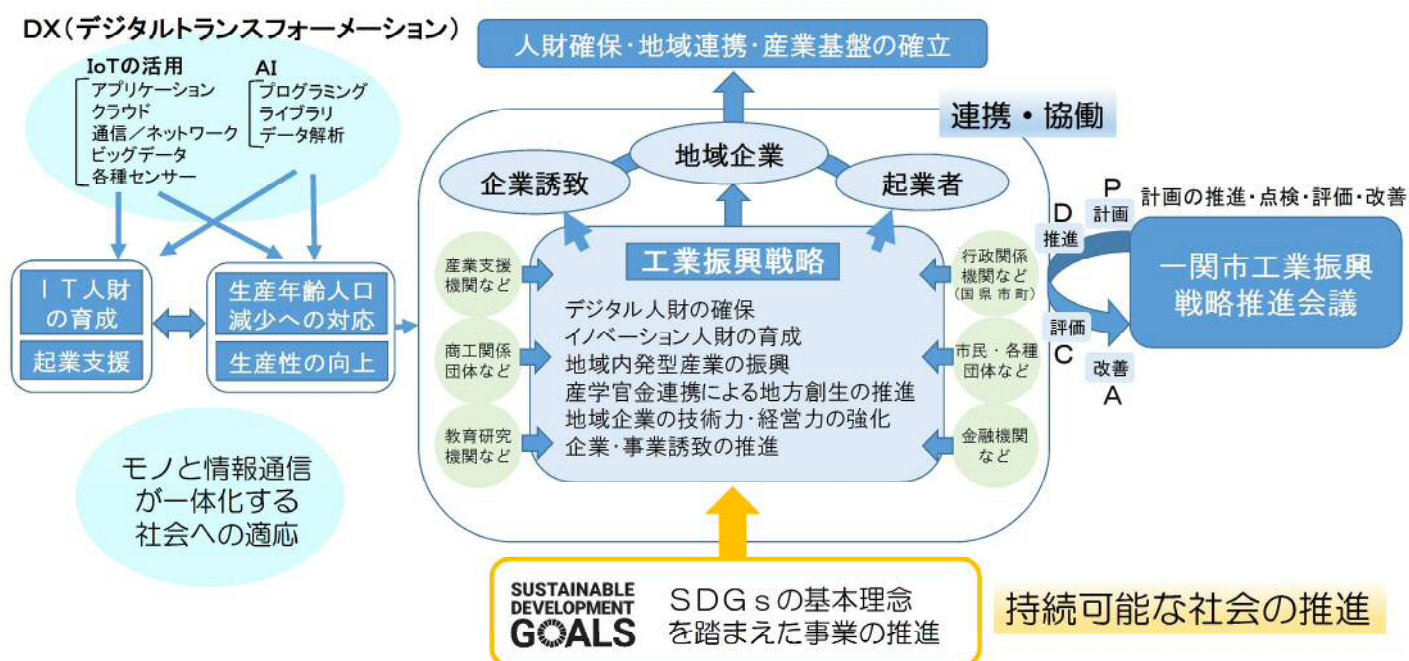 DX(デジタルトランスフォーメーション)
IoTの活用
アプリケーション
クラウド
通信／ネットワーク
ビッグデータ
各種センサー
AI
プログラミング
ライブラリ
データ解析
ＩＴ人財
の育成
起業支援
生産年齢人口
減少への対応
生産性の向上
モノと情報通信
が一体化する
社会への適応
人財確保・地域連携・産業基盤の確立
連携・協働
企業誘致
地域企業
起業者
産業支援
機関など
商工関係
団体など
教育研究
機関など
工業振興戦略
デジタル人財の確保
イノベーション人財の育成
地域内発型産業の振興
産学官金連携による地方創生の推進
地域企業の技術力・経営力の強化
企業・事業誘致の推進
行政関係
機関など
(国県市町)
市民・各種
団体など
金融機関
など
P
計画
D
推進
評価
C
改善
A
計画の推進・点検・評価・改善
一関市工業振興
戦略推進会議
SUSTAINABLE
DEVELOPMENT
GOALS
ＳＤＧｓの基本理念
を踏まえた事業の推進
持続可能な社会の推進